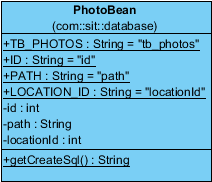 PhotoBean
(com::sit::database)
+TB_PHOTOS : String = "tb_photos"
+ID : String = "id"
+PATH : String = "path"
+LOCATION_ID : String = "locationId"
-id : int
-path : String
-locationId : int
+getCreateSql() : String